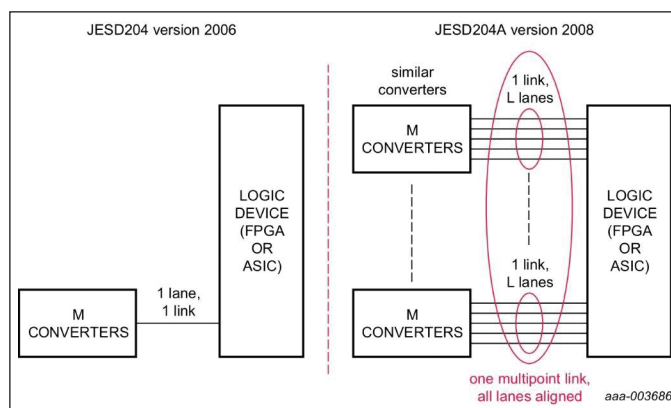 JESD204 version 2006
LOGIC
DEVICE
(FPGA
OR
ASIC)
1 lane,
1 link
M
CONVERTERS
JESD204A version 2008
similar
converters
1 link,
L lanes
M
CONVERTERS
LOGIC
DEVICE
(FPGA
OR
ASIC)
1 link,
L lanes
M
CONVERTERS
one multipoint link,
all lanes aligned
aaa-003686